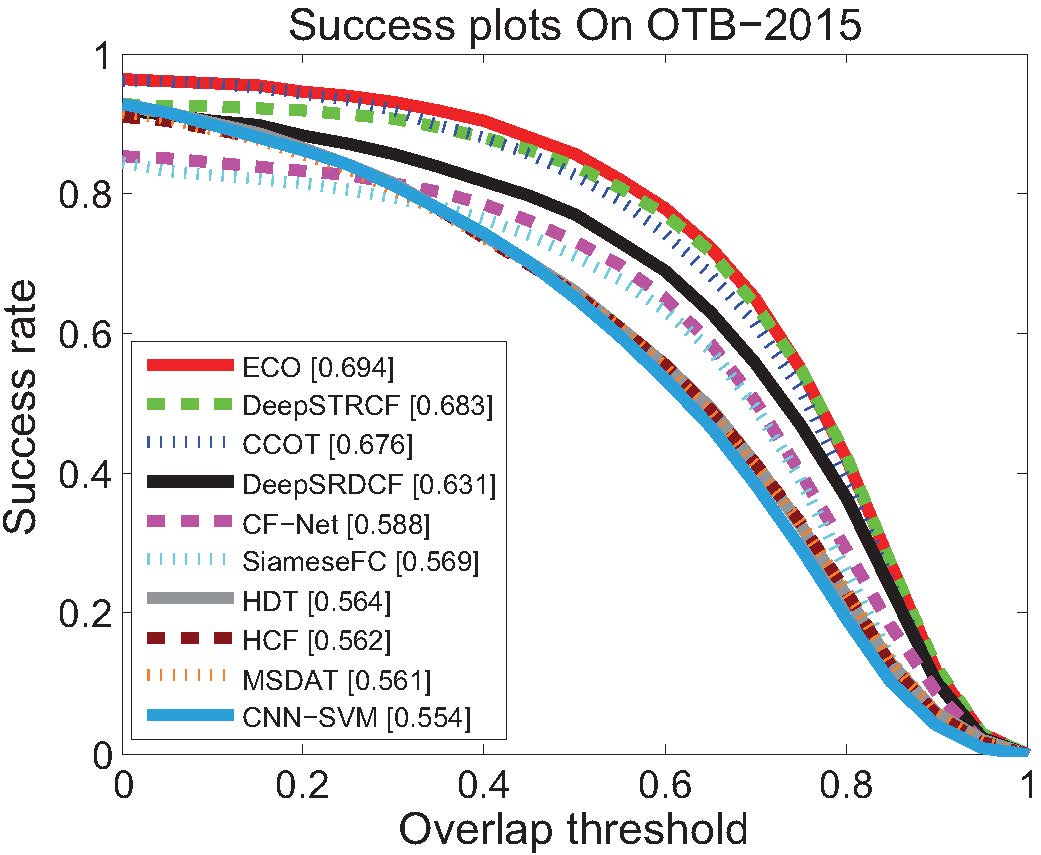 Success plots On OTB−2015
Success rate
1
0.8
0.6
0.4
0.2
0
ECO [0.694]
DeepSTRCF [0.683]
CCOT [0.676]
DeepSRDCF [0.631]
CF−Net [0.588]
SiameseFC [0.569]
HDT [0.564]
HCF [0.562]
MSDAT [0.561]
CNN−SVM [0.554]
0 0.2 0.4 0.6 0.8 1
Overlap threshold